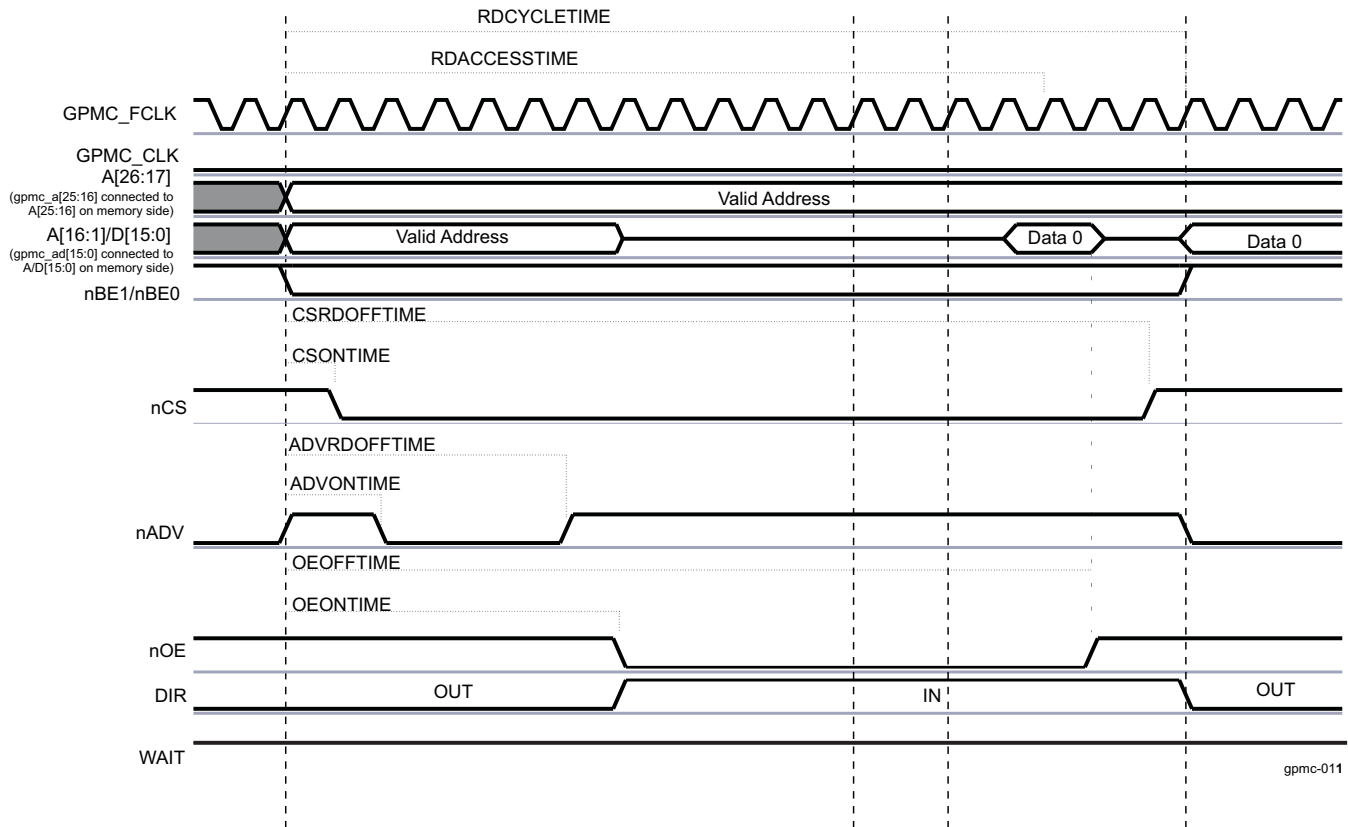 RDCYCLETIME
RDACCESSTIME
GPMC_FCLK
GPMC_CLK
A[26:17]
(gpmc_a[25:16] connected to
A[25:16] on memory side)
Valid Address
A[16:1]/D[15:0]
(gpmc_ad[15:0] connected to
A/D[15:0] on memory side)
Valid Address
Data 0
Data 0
nBE1/nBE0
CSRDOFFTIME
CSONTIME
nCS
ADVRDOFFTIME
ADVONTIME
nADV
OEOFFTIME
OEONTIME
nOE
DIR
OUT
IN
OUT
WAIT
gpmc-011